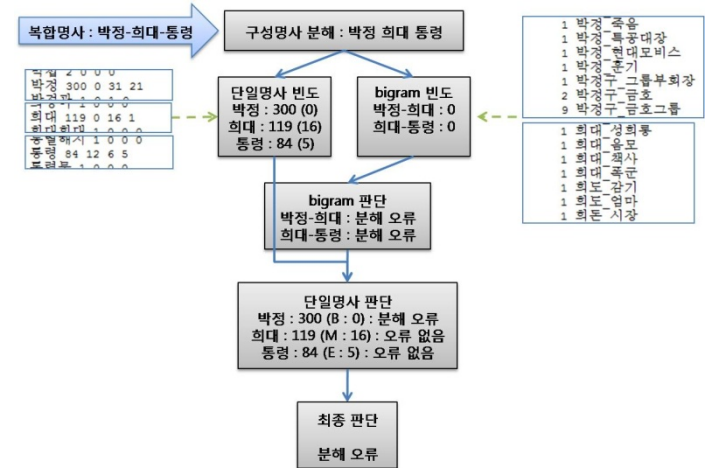 복합명사 : 박정-희대-통령
구성명사 분해 : 박정 희대 통령
박정 300 0 31 21
희대 119 0 16 1
통령 84 12 6 5
단일명사 빈도
박정 : 300 (0)
희대 : 119 (16)
통령 : 84 (5)
bigram 빈도
박정-희대 : 0
희대-통령 : 0
1 박정_죽음
1 박정_특공대장
1 박정_현대모비스
1 박정_훈기
1 박정구_그룹부회장
2 박정구_금호
9 박정구_금호그룹
1 희대_성희롱
1 희대_음모
1 희대_책사
1 희대_폭군
1 희도_감기
1 희도_엄마
1 희돈_시장
bigram 판단
박정-희대 : 분해 오류
희대-통령 : 분해 오류
단일명사 판단
박정 : 300 (B : 0) : 분해 오류
희대 : 119 (M : 16) : 오류 없음
통령 : 84 (E : 5) : 오류 없음
최종 판단
분해 오류